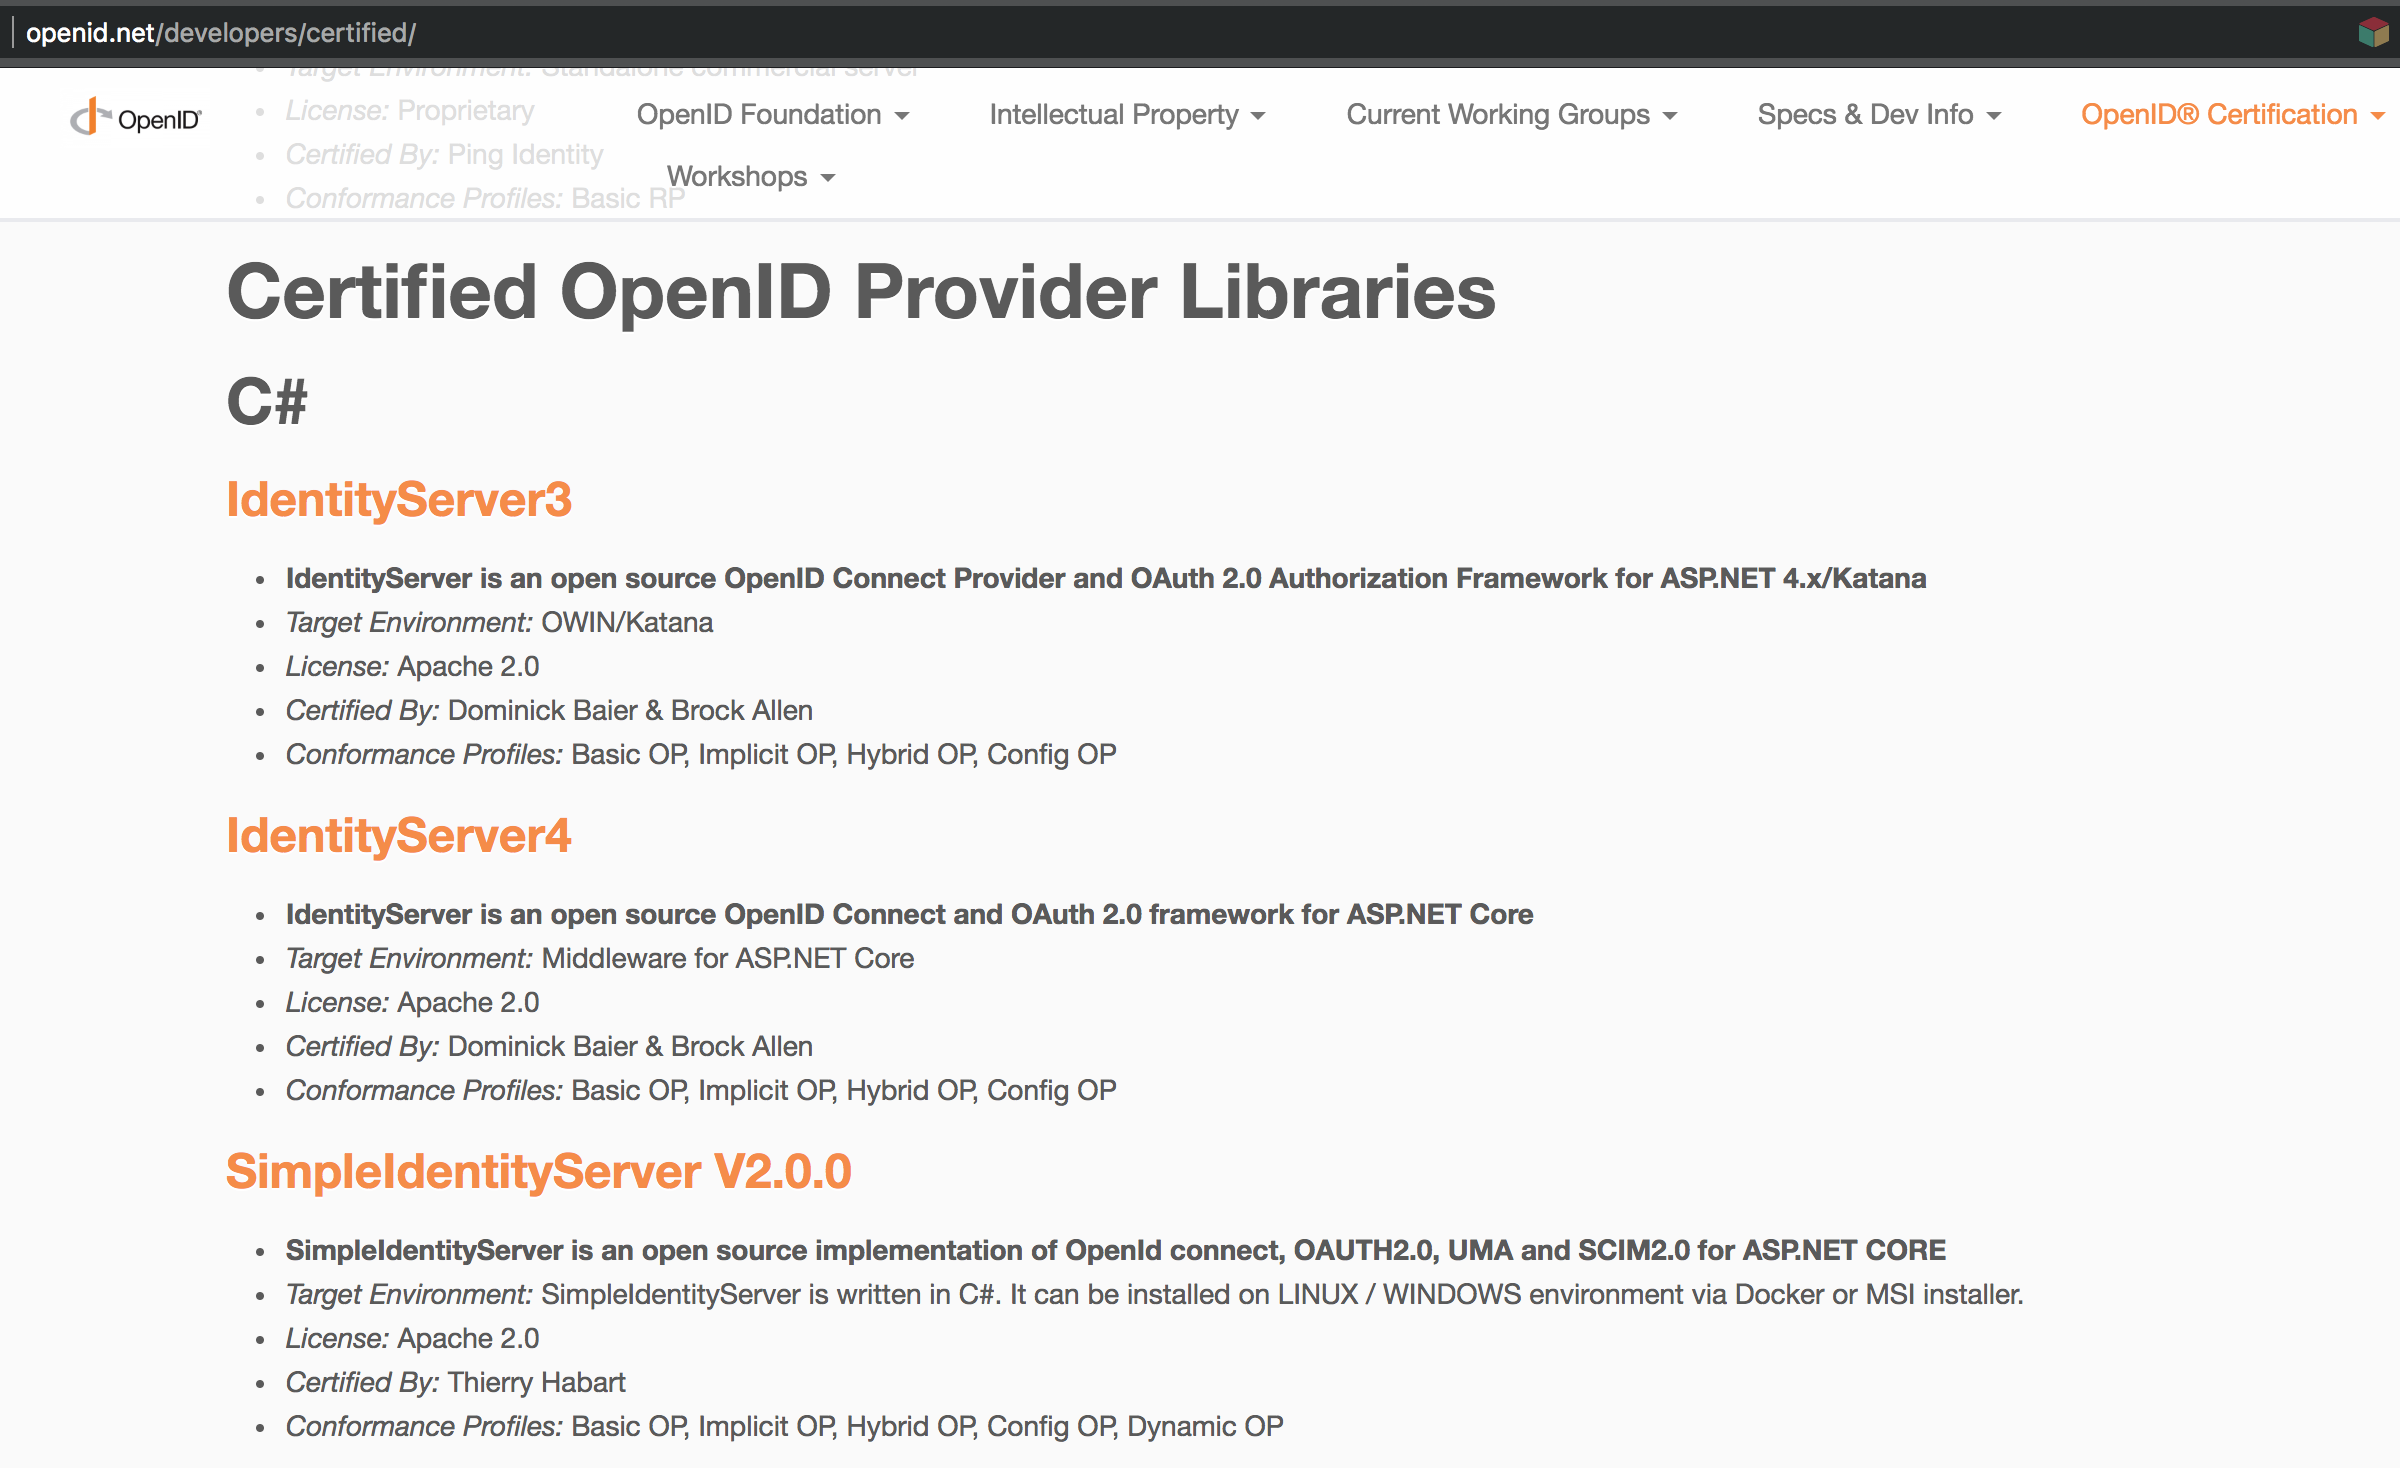 openid.net/developers/certified/
Target Environment: Standalone commercial server
OpenID
License: Proprietary
OpenID Foundation
Intellectual Property
Current Working Groups
Specs & Dev Info
OpenID® Certification
Certified By: Ping Identity
Workshops
Conformance Profiles: Basic RP
Certified OpenID Provider Libraries
C#
IdentityServer3
IdentityServer is an open source OpenID Connect Provider and OAuth 2.0 Authorization Framework for ASP.NET 4.x/Katana
Target Environment: OWIN/Katana
License: Apache 2.0
Certified By: Dominick Baier & Brock Allen
Conformance Profiles: Basic OP, Implicit OP, Hybrid OP, Config OP
IdentityServer4
IdentityServer is an open source OpenID Connect and OAuth 2.0 framework for ASP.NET Core
Target Environment: Middleware for ASP.NET Core
License: Apache 2.0
Certified By: Dominick Baier & Brock Allen
Conformance Profiles: Basic OP, Implicit OP, Hybrid OP, Config OP
SimpleIdentityServer V2.0.0
SimpleIdentityServer is an open source implementation of OpenId connect, OAUTH2.0, UMA and SCIM2.0 for ASP.NET CORE
Target Environment: SimpleIdentityServer is written in C#. It can be installed on LINUX / WINDOWS environment via Docker or MSI installer.
License: Apache 2.0
Certified By: Thierry Habart
Conformance Profiles: Basic OP, Implicit OP, Hybrid OP, Config OP, Dynamic OP